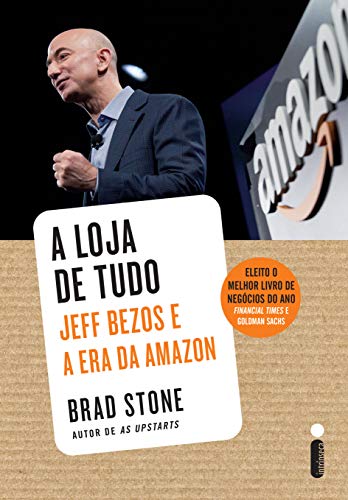 amazon
A LOJA
DE TUDO
JEFF BEZOS E
A ERA DA AMAZON
BRAD STONE
AUTOR DE AS UPSTARTS
ELEITO O
MELHOR LIVRO DE
NEGÓCIOS DO ANO
FINANCIAL TIMES E
GOLDMAN SACHS
intrínseca